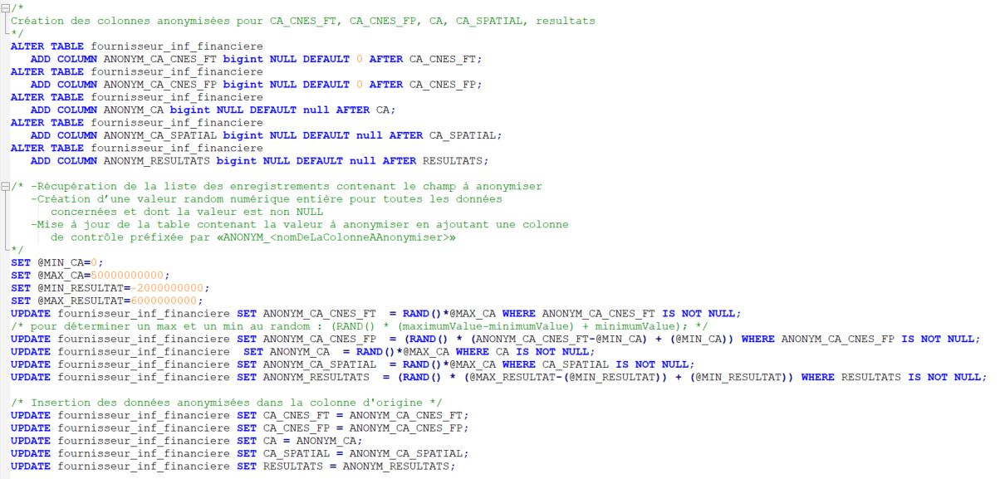 /*
Création des colonnes anonymisées pour CA_CNES_FT, CA_CNES_FP, CA, CA_SPATIAL, resultats
*/
ALTER TABLE fournisseur_inf_financiere
ADD COLUMN ANONYM_CA_CNES_FT bigint NULL DEFAULT 0 AFTER CA_CNES_FT;
ALTER TABLE fournisseur_inf_financiere
ADD COLUMN ANONYM_CA_CNES_FP bigint NULL DEFAULT 0 AFTER CA_CNES_FP;
ALTER TABLE fournisseur_inf_financiere
ADD COLUMN ANONYM_CA bigint NULL DEFAULT null AFTER CA;
ALTER TABLE fournisseur_inf_financiere
ADD COLUMN ANONYM_CA_SPATIAL bigint NULL DEFAULT null AFTER CA_SPATIAL;
ALTER TABLE fournisseur_inf_financiere
ADD COLUMN ANONYM_RESULTATS bigint NULL DEFAULT null AFTER RESULTATS;
/* -Récupération de la liste des enregistrements contenant le champ à anonymiser
-Création d'une valeur random numérique entière pour toutes les données
concernées et dont la valeur est non NULL
-Mise à jour de la table contenant la valeur à anonymiser en ajoutant une colonne
de contrôle préfixée par «ANONYM_<nomDeLaColonneAAnonymiser>»
*/
SET @MIN_CA=0;
SET @MAX_CA=50000000000;
SET @MIN_RESULTAT=-2000000000;
SET @MAX_RESULTAT=6000000000;
UPDATE fournisseur_inf_financiere SET ANONYM_CA_CNES_FT  = RAND()*@MAX_CA WHERE ANONYM_CA_CNES_FT IS NOT NULL;
/* pour déterminer un max et un min au random : (RAND() * (maximumValue-minimumValue) + minimumValue); */
UPDATE fournisseur_inf_financiere SET ANONYM_CA_CNES_FP  = (RAND() * (ANONYM_CA_CNES_FT-@MIN_CA) + (@MIN_CA)) WHERE ANONYM_CA_CNES_FP IS NOT NULL;
UPDATE fournisseur_inf_financiere  SET ANONYM_CA  = RAND()*@MAX_CA WHERE CA IS NOT NULL;
UPDATE fournisseur_inf_financiere SET ANONYM_CA_SPATIAL  = RAND()*@MAX_CA WHERE CA_SPATIAL IS NOT NULL;
UPDATE fournisseur_inf_financiere SET ANONYM_RESULTATS  = (RAND() * (@MAX_RESULTAT-(@MIN_RESULTAT)) + (@MIN_RESULTAT)) WHERE RESULTATS IS NOT NULL;
/* Insertion des données anonymisées dans la colonne d'origine */
UPDATE fournisseur_inf_financiere SET CA_CNES_FT = ANONYM_CA_CNES_FT;
UPDATE fournisseur_inf_financiere SET CA_CNES_FP = ANONYM_CA_CNES_FP;
UPDATE fournisseur_inf_financiere SET CA = ANONYM_CA;
UPDATE fournisseur_inf_financiere SET CA_SPATIAL = ANONYM_CA_SPATIAL;
UPDATE fournisseur_inf_financiere SET RESULTATS = ANONYM_RESULTATS;